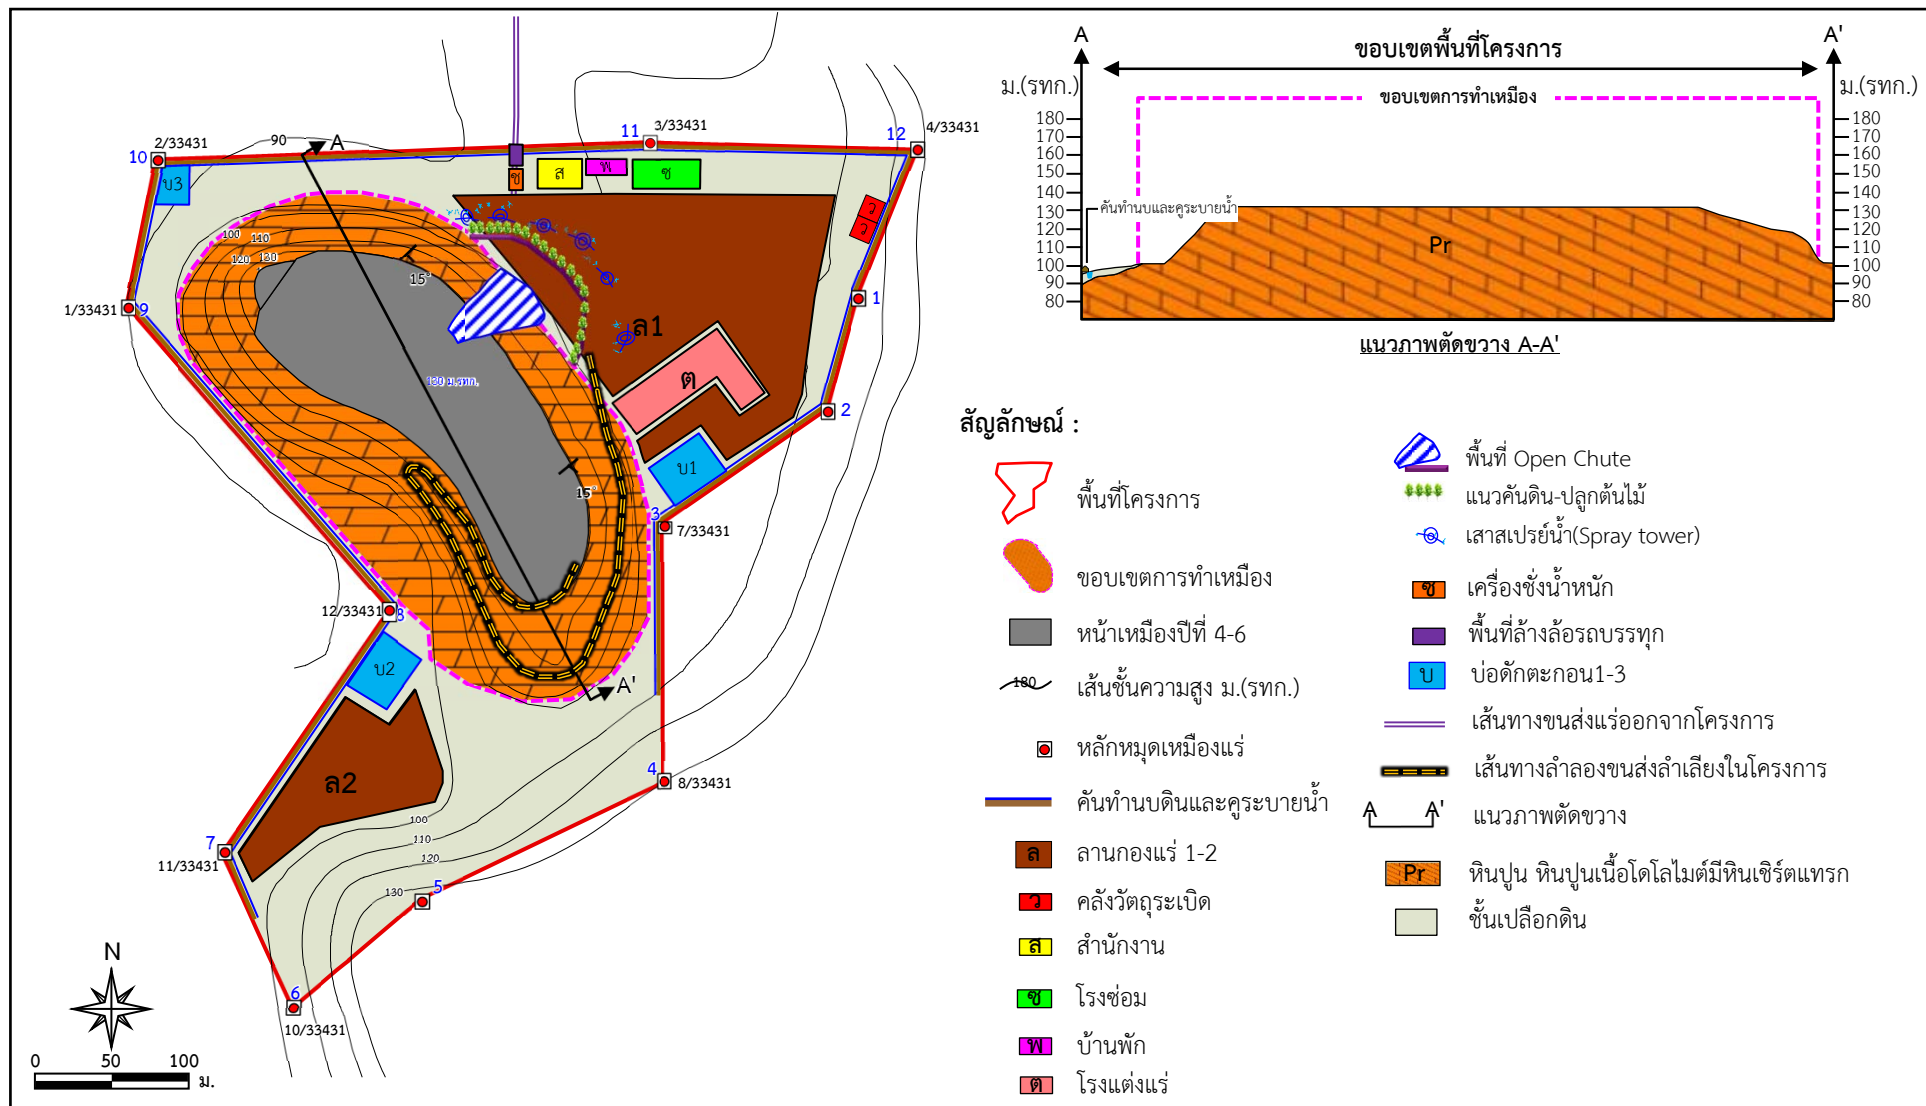 90
A
10
2/33431
11
3/33431
12
4/33431
บ3
ช
ส
พ
ซ
ว
ว
100
110
120
130
15°
1/33431
9
1
ล1
ต
130 ม.รทก.
2
บ1
15°
3
7/33431
12/33431
8
บ2
A'
4
8/33431
ล2
100
110
120
130
7
11/33431
5
6
10/33431
N
0 50 100
ม.
A
A'
ขอบเขตพื้นที่โครงการ
ม.(รทก.)
ม.(รทก.)
ขอบเขตการทำเหมือง
180
170
160
150
140
130
120
110
100
90
80
คันทำนบและคูระบายน้ำ
Pr
180
170
160
150
140
130
120
110
100
90
80
แนวภาพตัดขวาง A-A'
สัญลักษณ์ :
พื้นที่โครงการ
ขอบเขตการทำเหมือง
หน้าเหมืองปีที่ 4-6
180 เส้นชั้นความสูง ม.(รทก.)
หลักหมุดเหมืองแร่
คันทำนบดินและคูระบายน้ำ
ล ลานกองแร่ 1-2
ว คลังวัตถุระเบิด
ส สำนักงาน
ซ โรงซ่อม
พ บ้านพัก
ต โรงแต่งแร่
พื้นที่ Open Chute
แนวคันดิน-ปลูกต้นไม้
เสาสเปรย์น้ำ(Spray tower)
ช เครื่องชั่งน้ำหนัก
พื้นที่ล้างล้อรถบรรทุก
บ บ่อดักตะกอน1-3
เส้นทางขนส่งแร่ออกจากโครงการ
เส้นทางลำลองขนส่งลำเลียงในโครงการ
A A' แนวภาพตัดขวาง
Pr หินปูน หินปูนเนื้อโดโลไมต์มีหินเชิร์ตแทรก
ชั้นเปลือกดิน